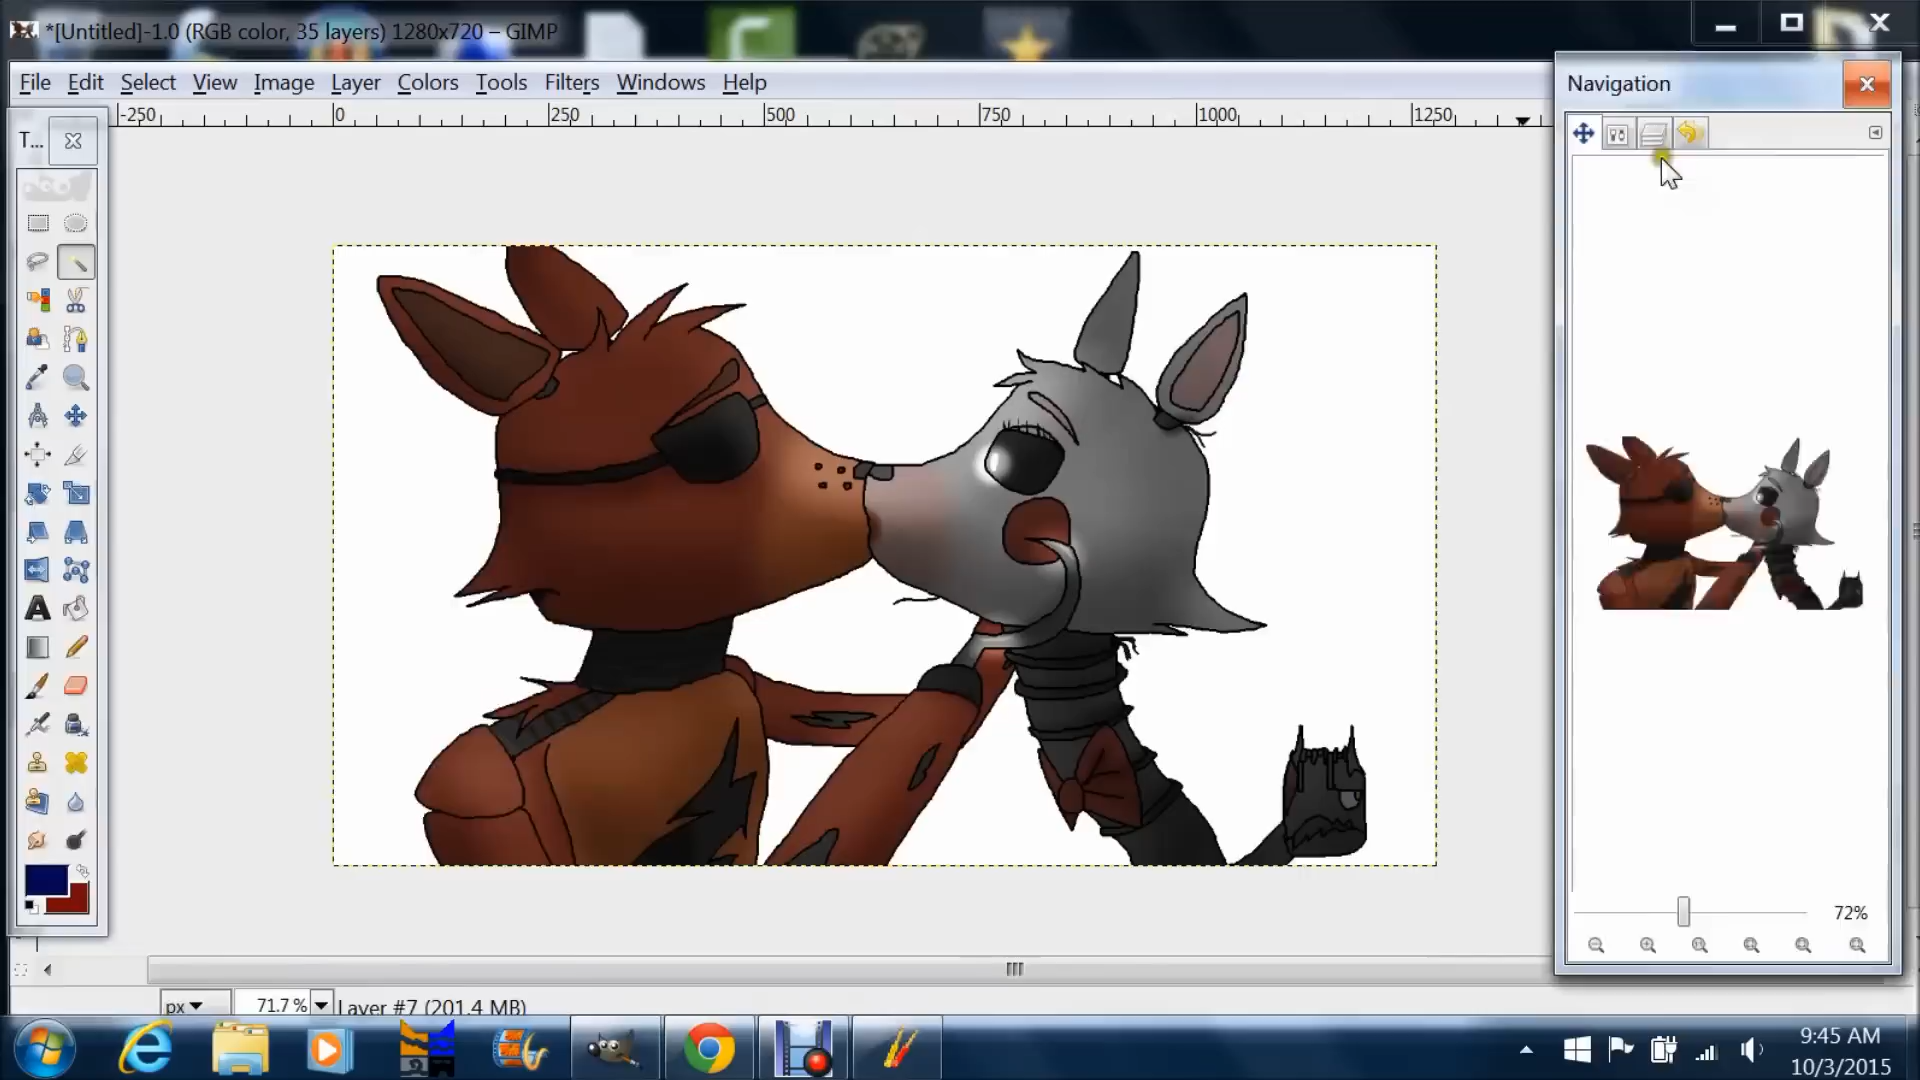 *[Untitled]-1.0 (RGB color, 35 layers) 1280x720 – GIMP
File Edit Select View Image Layer Colors Tools Filters Windows Help
Navigation
-250 0 250 500 750 1000 1250
T...
72%
px 71.7 % Layer #7 (201.4 MB)
9:45 AM
10/3/2015